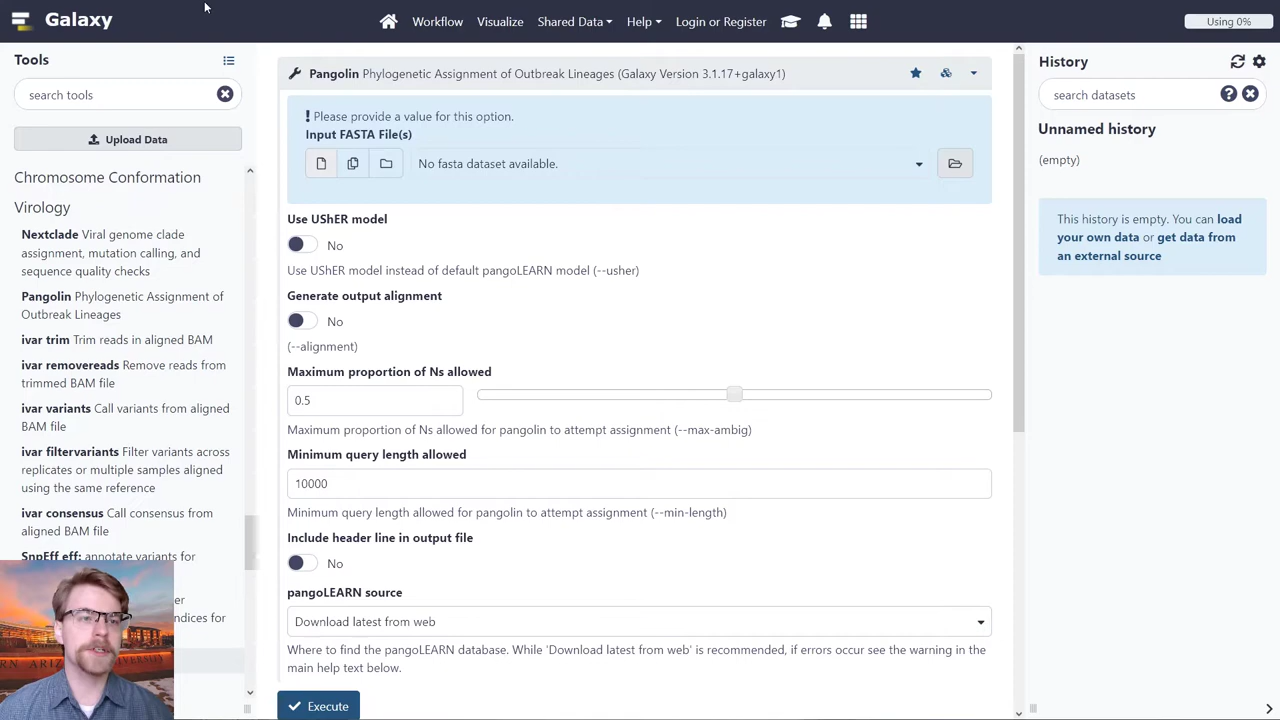 Galaxy
Workflow
Visualize
Shared Data
Help
Login or Register
Using 0%
Tools
search tools
Upload Data
Chromosome Conformation
Virology
Nextclade Viral genome clade
assignment, mutation calling, and
sequence quality checks
Pangolin Phylogenetic Assignment of
Outbreak Lineages
ivar trim Trim reads in aligned BAM
ivar removereads Remove reads from
trimmed BAM file
ivar variants Call variants from aligned
BAM file
ivar filtervariants Filter variants across
replicates or multiple samples aligned
using the same reference
ivar consensus Call consensus from
aligned BAM file
SnpEff eff: annotate variants for
ndices for
Pangolin Phylogenetic Assignment of Outbreak Lineages (Galaxy Version 3.1.17+galaxy1)
Please provide a value for this option.
Input FASTA File(s)
No fasta dataset available.
Use UShER model
No
Use UShER model instead of default pangoLEARN model (--usher)
Generate output alignment
No
(--alignment)
Maximum proportion of Ns allowed
0.5
Maximum proportion of Ns allowed for pangolin to attempt assignment (--max-ambig)
Minimum query length allowed
10000
Minimum query length allowed for pangolin to attempt assignment (--min-length)
Include header line in output file
No
pangoLEARN source
Download latest from web
Where to find the pangoLEARN database. While 'Download latest from web' is recommended, if errors occur see the warning in the
main help text below.
Execute
History
search datasets
Unnamed history
(empty)
This history is empty. You can load
your own data or get data from
an external source